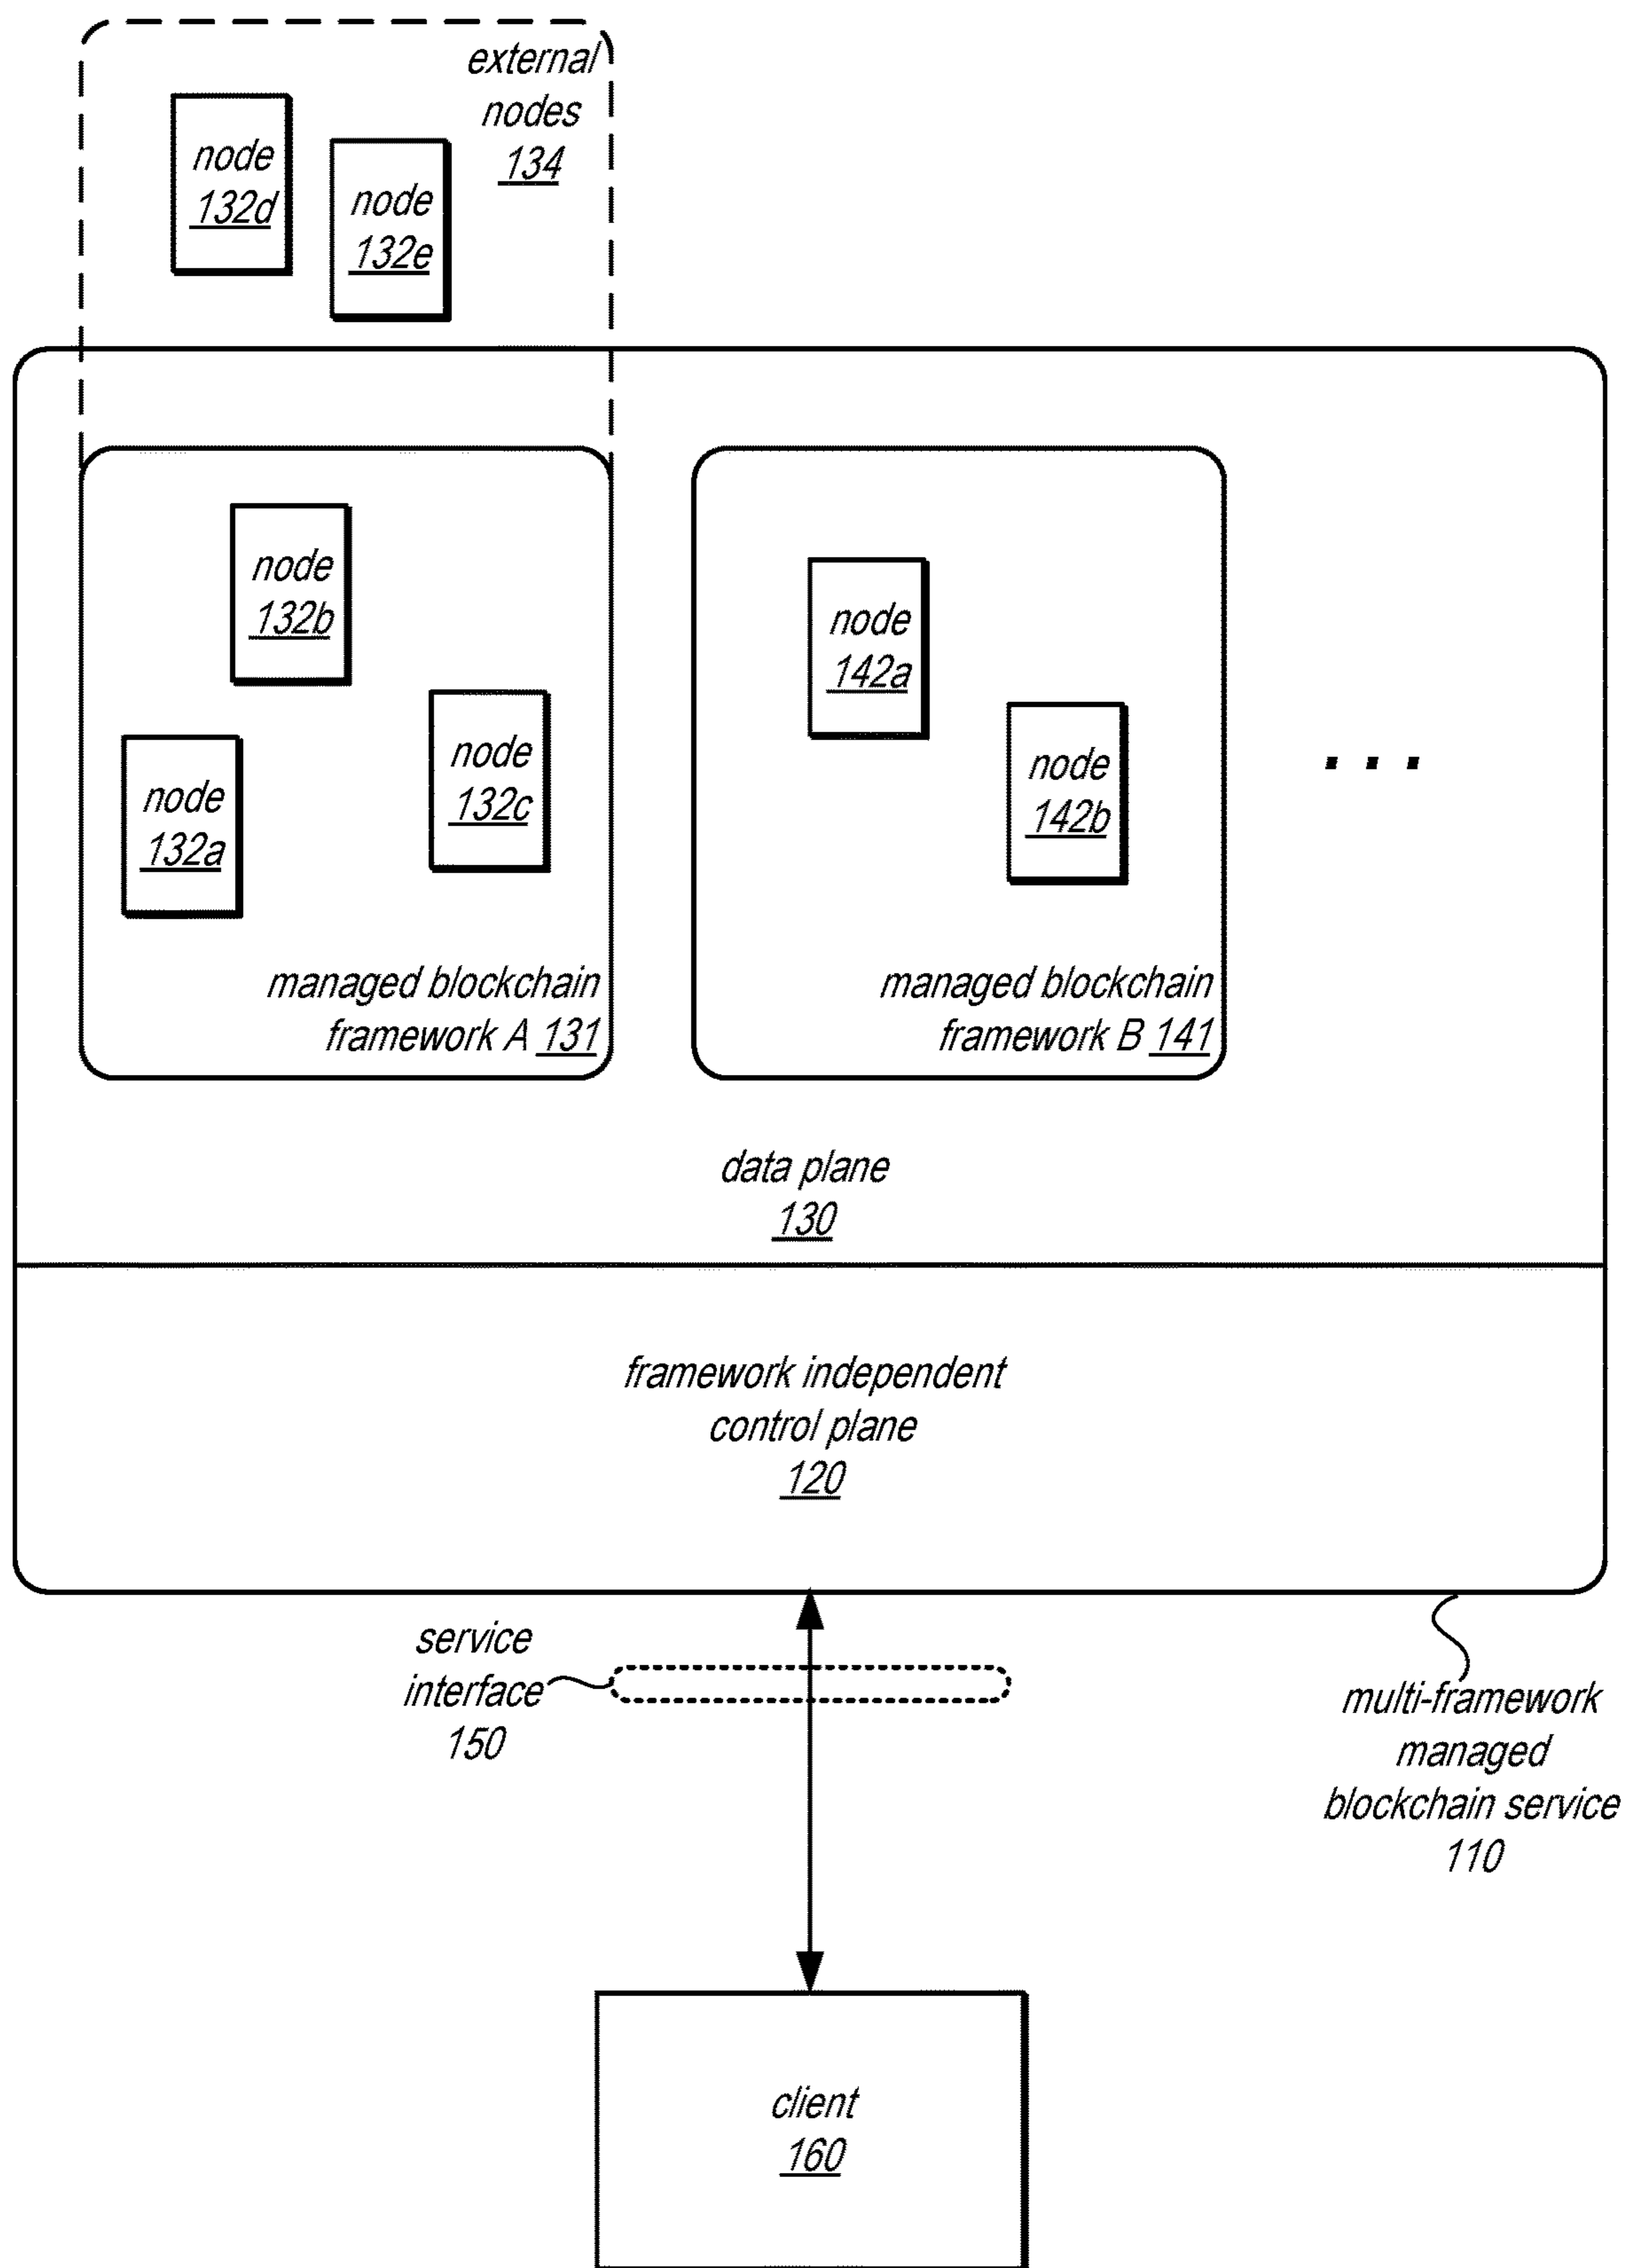 external
nodes
134
node
132d
node
132e
node
132b
node
132c
node
132a
managed blockchain
framework A 131
node
142a
node
142b
. . .
managed blockchain
framework B 141
data plane
130
framework independent
control plane
120
service
interface
150
multi-framework
managed
blockchain service
110
client
160